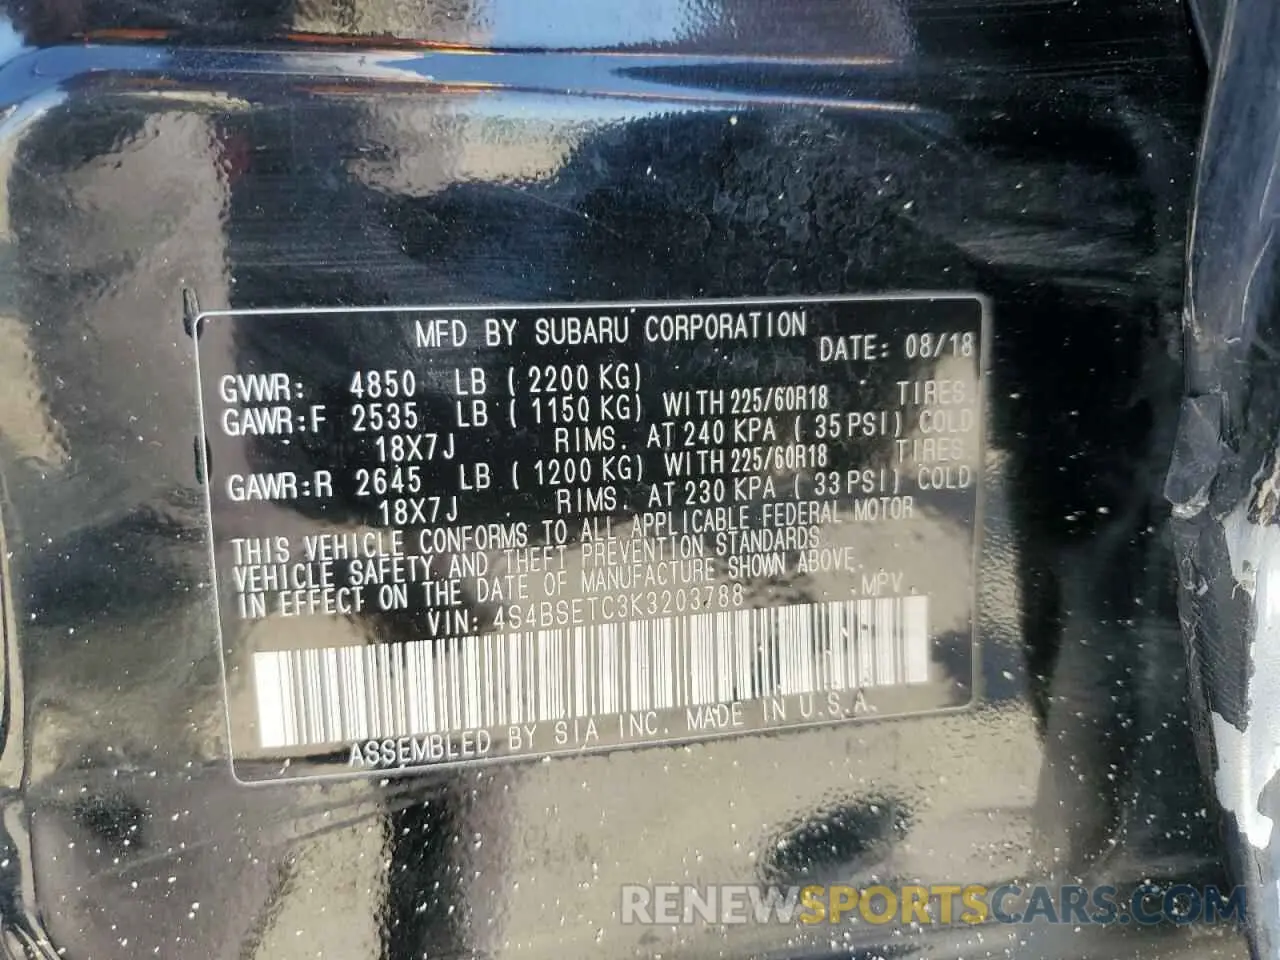 MFD BY SUBARU CORPORATION
DATE: 08/18
GVWR: 4850 LB ( 2200 KG)
GAWR:F 2535 LB ( 1150 KG) WITH 225/60R18 TIRES,
18X7J RIMS. AT 240 KPA ( 35 PSI) COLD
GAWR:R 2645 LB ( 1200 KG) WITH 225/60R18 TIRES,
18X7J RIMS. AT 230 KPA ( 33 PSI) COLD
THIS VEHICLE CONFORMS TO ALL APPLICABLE FEDERAL MOTOR
VEHICLE SAFETY AND THEFT PREVENTION STANDARDS
IN EFFECT ON THE DATE OF MANUFACTURE SHOWN ABOVE.
VIN: 4S4BSETC3K3203788 MPV
ASSEMBLED BY SIA INC. MADE IN U.S.A.
RENEWSPORTSCARS.COM